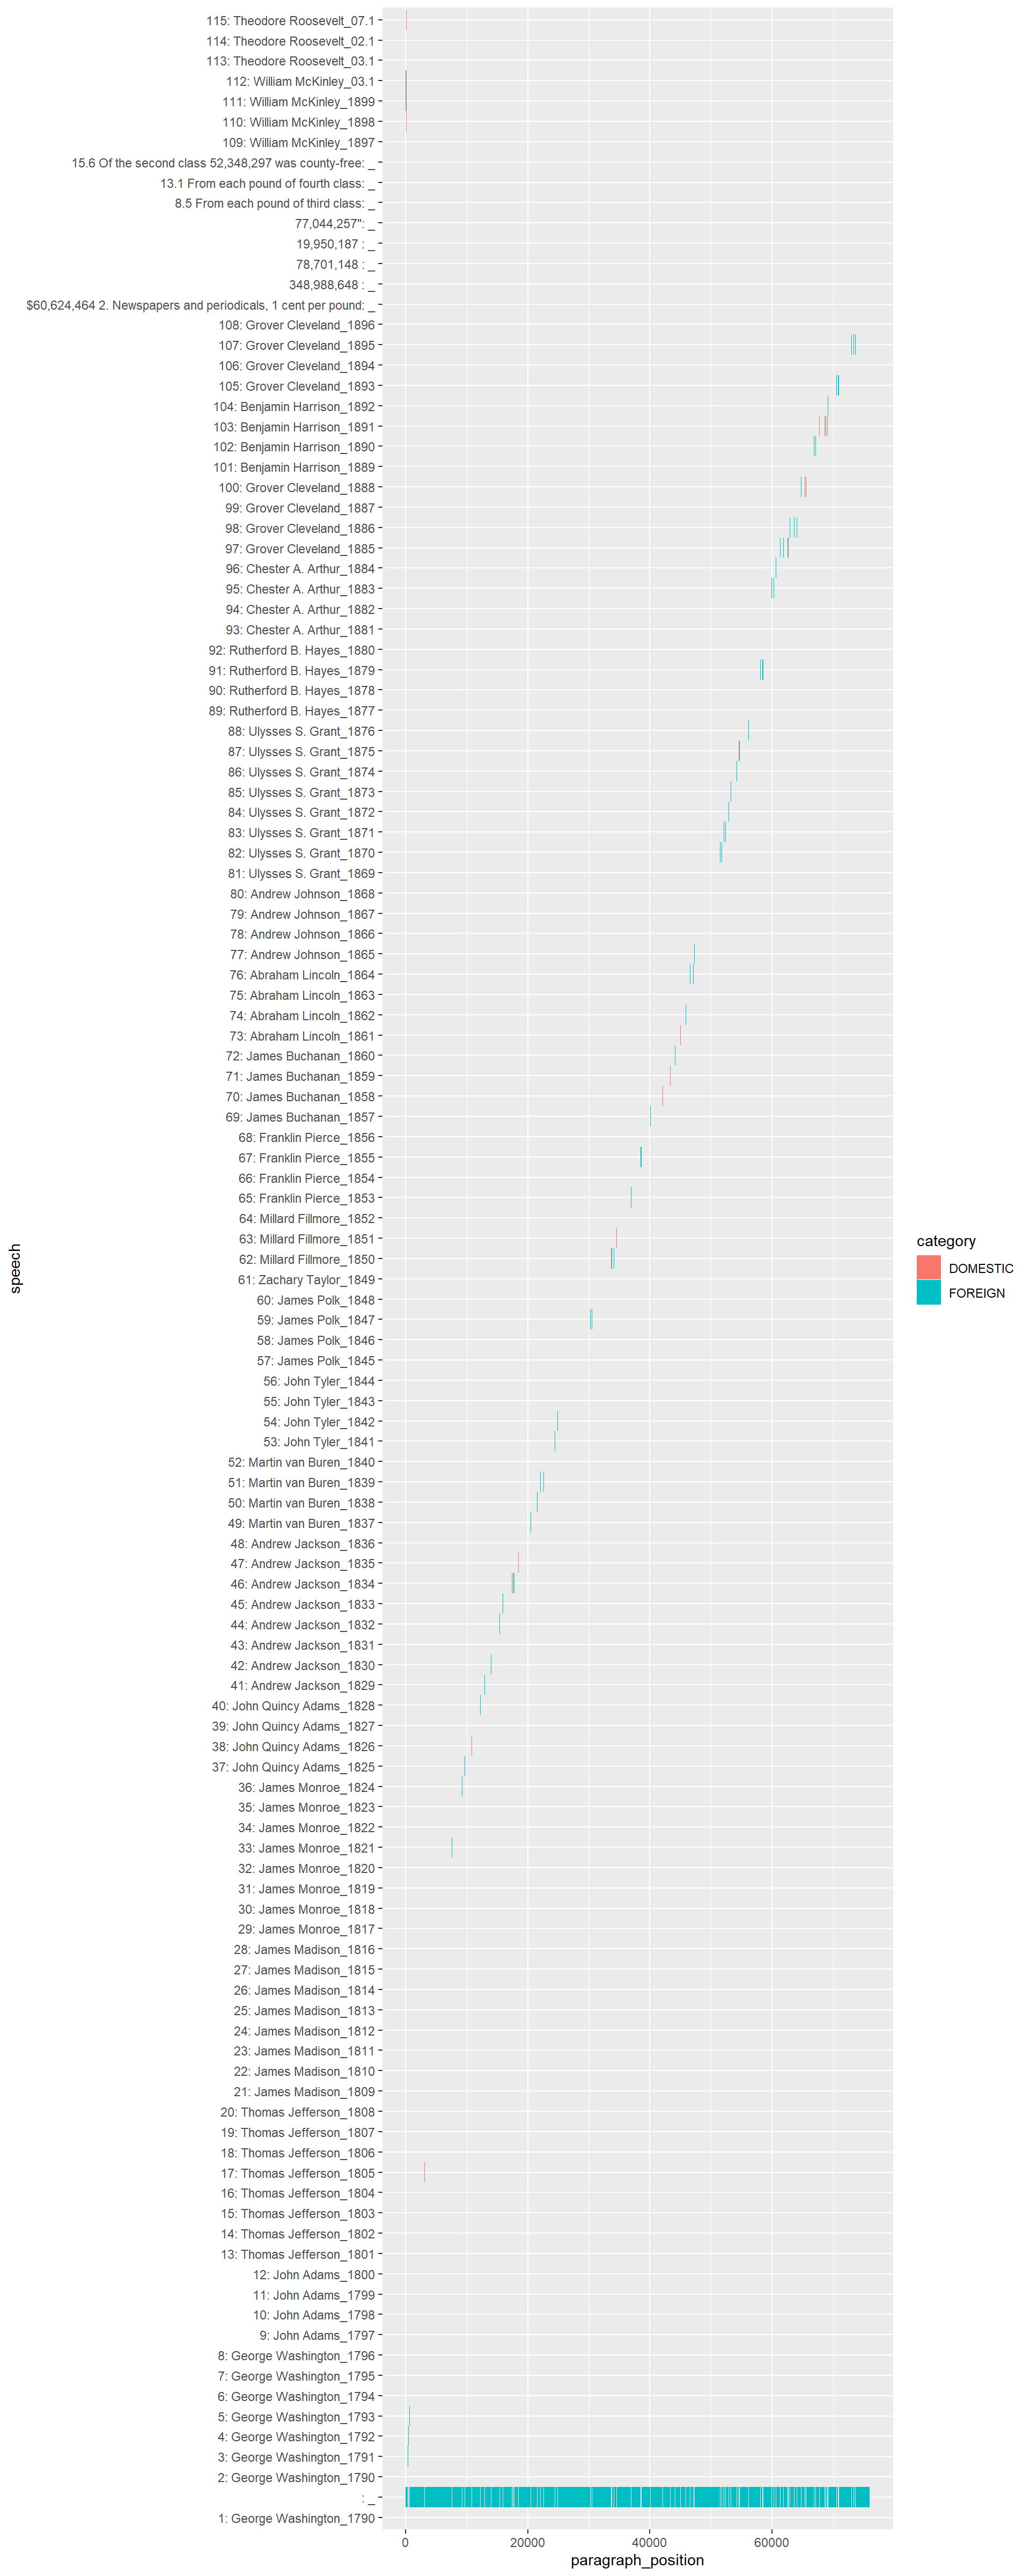 115: Theodore Roosevelt_07.1
114: Theodore Roosevelt_02.1
113: Theodore Roosevelt_03.1
112: William McKinley_03.1
111: William McKinley_1899
110: William McKinley_1898
109: William McKinley_1897
15.6 Of the second class 52,348,297 was county-free: _
13.1 From each pound of fourth class: _
8.5 From each pound of third class: _
77,044,257": _
19,950,187 : _
78,701,148 : _
348,988,648 : _
$60,624,464 2. Newspapers and periodicals, 1 cent per pound: _
108: Grover Cleveland_1896
107: Grover Cleveland_1895
106: Grover Cleveland_1894
105: Grover Cleveland_1893
104: Benjamin Harrison_1892
103: Benjamin Harrison_1891
102: Benjamin Harrison_1890
101: Benjamin Harrison_1889
100: Grover Cleveland_1888
99: Grover Cleveland_1887
98: Grover Cleveland_1886
97: Grover Cleveland_1885
96: Chester A. Arthur_1884
95: Chester A. Arthur_1883
94: Chester A. Arthur_1882
93: Chester A. Arthur_1881
92: Rutherford B. Hayes_1880
91: Rutherford B. Hayes_1879
90: Rutherford B. Hayes_1878
89: Rutherford B. Hayes_1877
88: Ulysses S. Grant_1876
87: Ulysses S. Grant_1875
86: Ulysses S. Grant_1874
85: Ulysses S. Grant_1873
84: Ulysses S. Grant_1872
83: Ulysses S. Grant_1871
82: Ulysses S. Grant_1870
81: Ulysses S. Grant_1869
80: Andrew Johnson_1868
79: Andrew Johnson_1867
78: Andrew Johnson_1866
77: Andrew Johnson_1865
76: Abraham Lincoln_1864
75: Abraham Lincoln_1863
74: Abraham Lincoln_1862
73: Abraham Lincoln_1861
72: James Buchanan_1860
71: James Buchanan_1859
70: James Buchanan_1858
69: James Buchanan_1857
68: Franklin Pierce_1856
67: Franklin Pierce_1855
66: Franklin Pierce_1854
65: Franklin Pierce_1853
64: Millard Fillmore_1852
63: Millard Fillmore_1851
62: Millard Fillmore_1850
61: Zachary Taylor_1849
60: James Polk_1848
59: James Polk_1847
58: James Polk_1846
57: James Polk_1845
56: John Tyler_1844
55: John Tyler_1843
54: John Tyler_1842
53: John Tyler_1841
52: Martin van Buren_1840
51: Martin van Buren_1839
50: Martin van Buren_1838
49: Martin van Buren_1837
48: Andrew Jackson_1836
47: Andrew Jackson_1835
46: Andrew Jackson_1834
45: Andrew Jackson_1833
44: Andrew Jackson_1832
43: Andrew Jackson_1831
42: Andrew Jackson_1830
41: Andrew Jackson_1829
40: John Quincy Adams_1828
39: John Quincy Adams_1827
38: John Quincy Adams_1826
37: John Quincy Adams_1825
36: James Monroe_1824
35: James Monroe_1823
34: James Monroe_1822
33: James Monroe_1821
32: James Monroe_1820
31: James Monroe_1819
30: James Monroe_1818
29: James Monroe_1817
28: James Madison_1816
27: James Madison_1815
26: James Madison_1814
25: James Madison_1813
24: James Madison_1812
23: James Madison_1811
22: James Madison_1810
21: James Madison_1809
20: Thomas Jefferson_1808
19: Thomas Jefferson_1807
18: Thomas Jefferson_1806
17: Thomas Jefferson_1805
16: Thomas Jefferson_1804
15: Thomas Jefferson_1803
14: Thomas Jefferson_1802
13: Thomas Jefferson_1801
12: John Adams_1800
11: John Adams_1799
10: John Adams_1798
9: John Adams_1797
8: George Washington_1796
7: George Washington_1795
6: George Washington_1794
5: George Washington_1793
4: George Washington_1792
3: George Washington_1791
2: George Washington_1790
: _
1: George Washington_1790
0
20000
40000
60000
paragraph_position
speech
category
DOMESTIC
FOREIGN